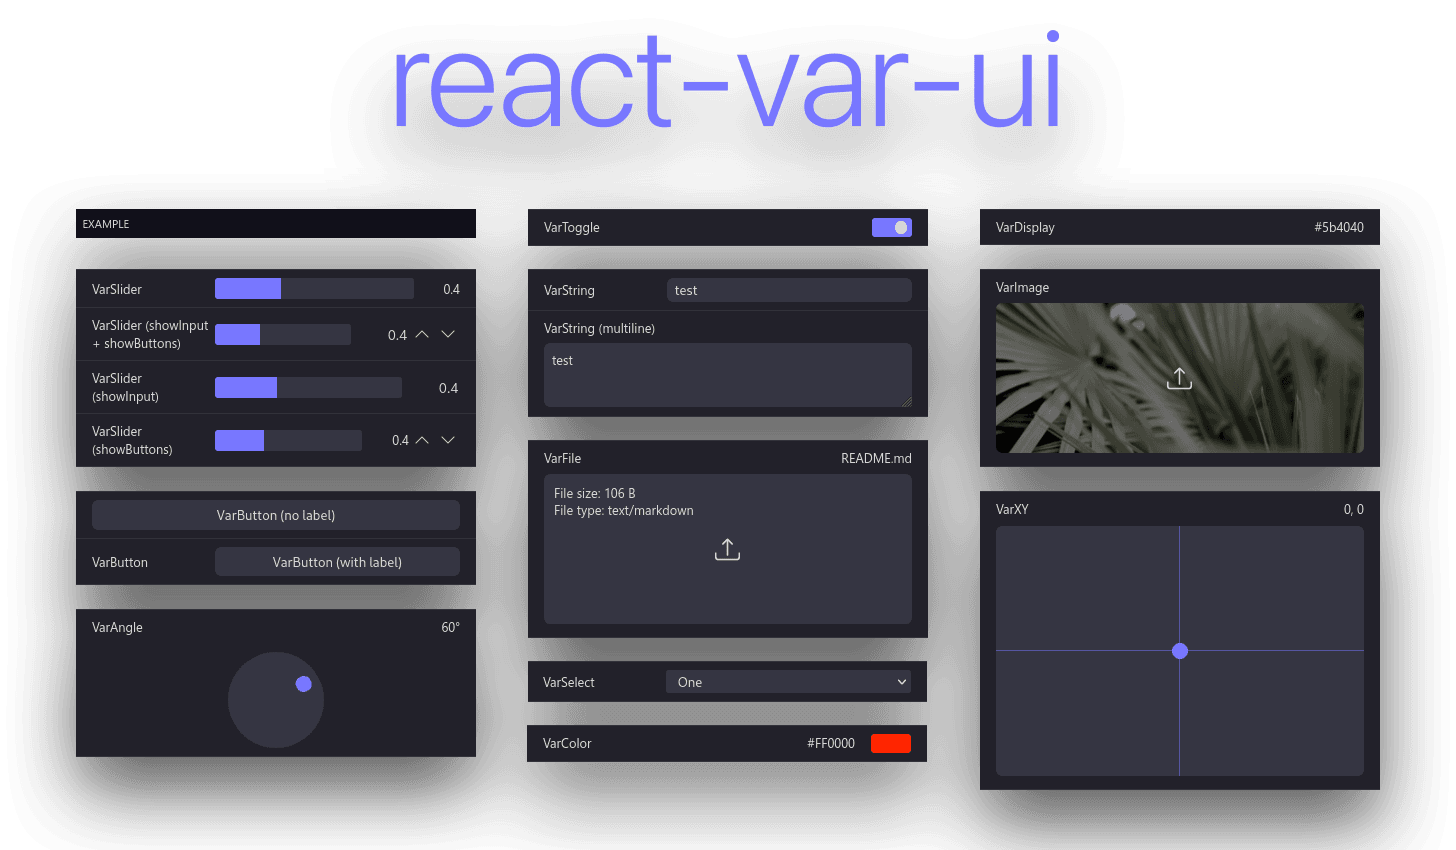 react-var-ui
EXAMPLE
VarSlider 0.4
VarSlider (showInput
+ showButtons) 0.4
VarSlider
(showInput) 0.4
VarSlider
(showButtons) 0.4
VarButton (no label)
VarButton VarButton (with label)
VarAngle 60°
VarToggle
VarString test
VarString (multiline)
test
VarFile README.md
File size: 106 B
File type: text/markdown
VarSelect One
VarColor #FF0000
VarDisplay #5b4040
VarImage
VarXY 0, 0